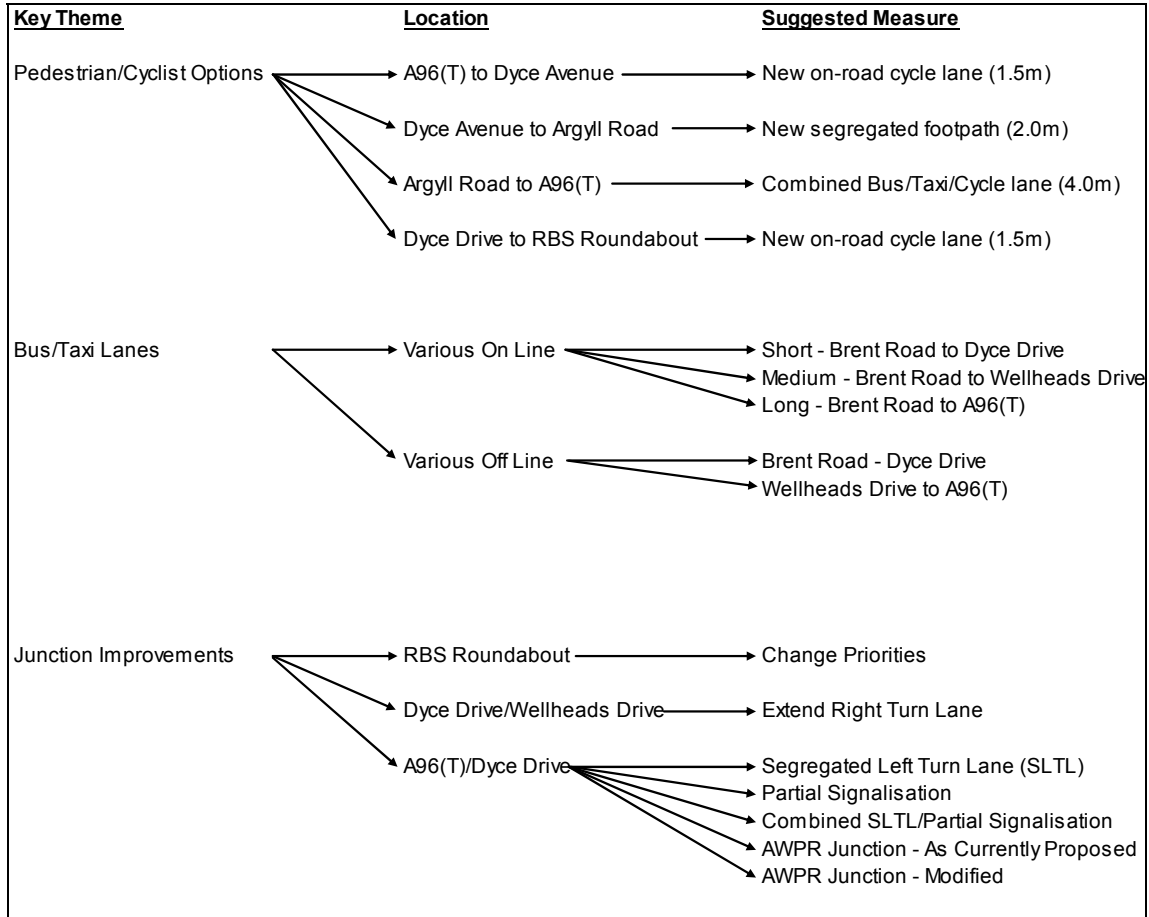 Key Theme Location Suggested Measure
Pedestrian/Cyclist Options A96(T) to Dyce Avenue New on-road cycle lane (1.5m)
Dyce Avenue to Argyll Road New segregated footpath (2.0m)
Argyll Road to A96(T) Combined Bus/Taxi/Cycle lane (4.0m)
Dyce Drive to RBS Roundabout New on-road cycle lane (1.5m)
Bus/Taxi Lanes Various On Line Short - Brent Road to Dyce Drive
Medium - Brent Road to Wellheads Drive
Long - Brent Road to A96(T)
Various Off Line Brent Road - Dyce Drive
Wellheads Drive to A96(T)
Junction Improvements RBS Roundabout Change Priorities
Dyce Drive/Wellheads Drive Extend Right Turn Lane
A96(T)/Dyce Drive Segregated Left Turn Lane (SLTL)
Partial Signalisation
Combined SLTL/Partial Signalisation
AWPR Junction - As Currently Proposed
AWPR Junction - Modified